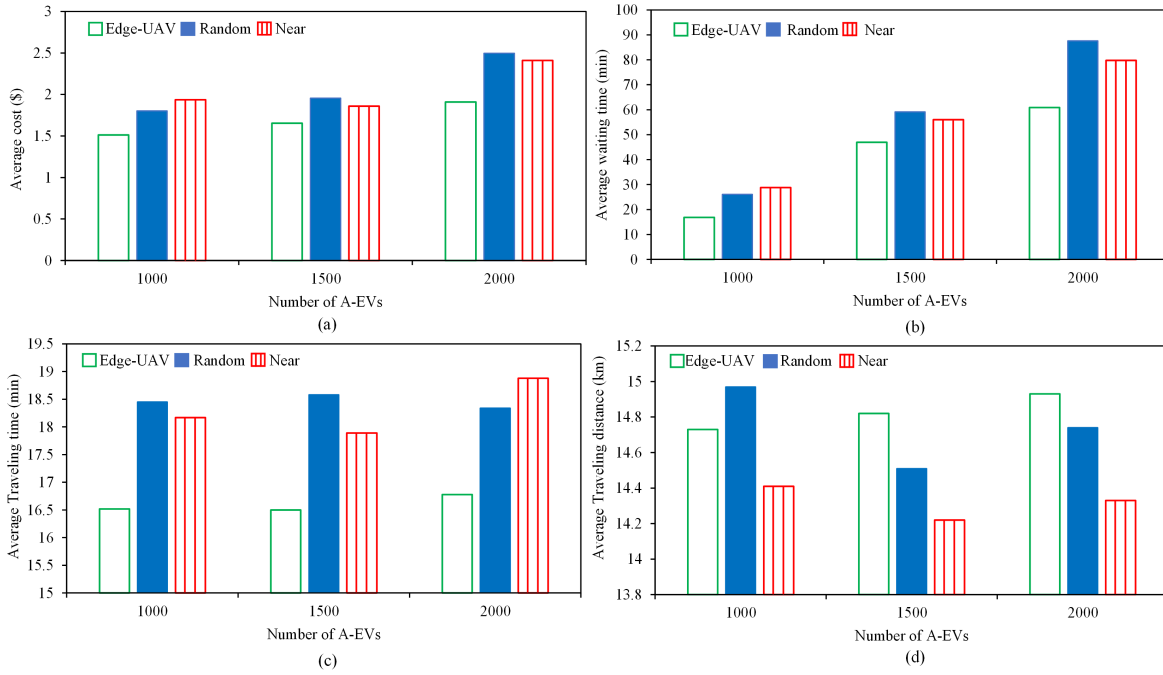 Average cost ($)
3
2.5
2
1.5
1
0.5
0
Edge-UAV Random Near
1000 1500 2000
Number of A-EVs
(a)
Average waiting time (min)
100
90
80
70
60
50
40
30
20
10
0
Edge-UAV Random Near
1000 1500 2000
Number of A-EVs
(b)
Average Traveling time (min)
19.5
19
18.5
18
17.5
17
16.5
16
15.5
15
Edge-UAV Random Near
1000 1500 2000
Number of A-EVs
(c)
Average Traveling distance (km)
15.2
15
14.8
14.6
14.4
14.2
14
13.8
Edge-UAV Random Near
1000 1500 2000
Number of A-EVs
(d)